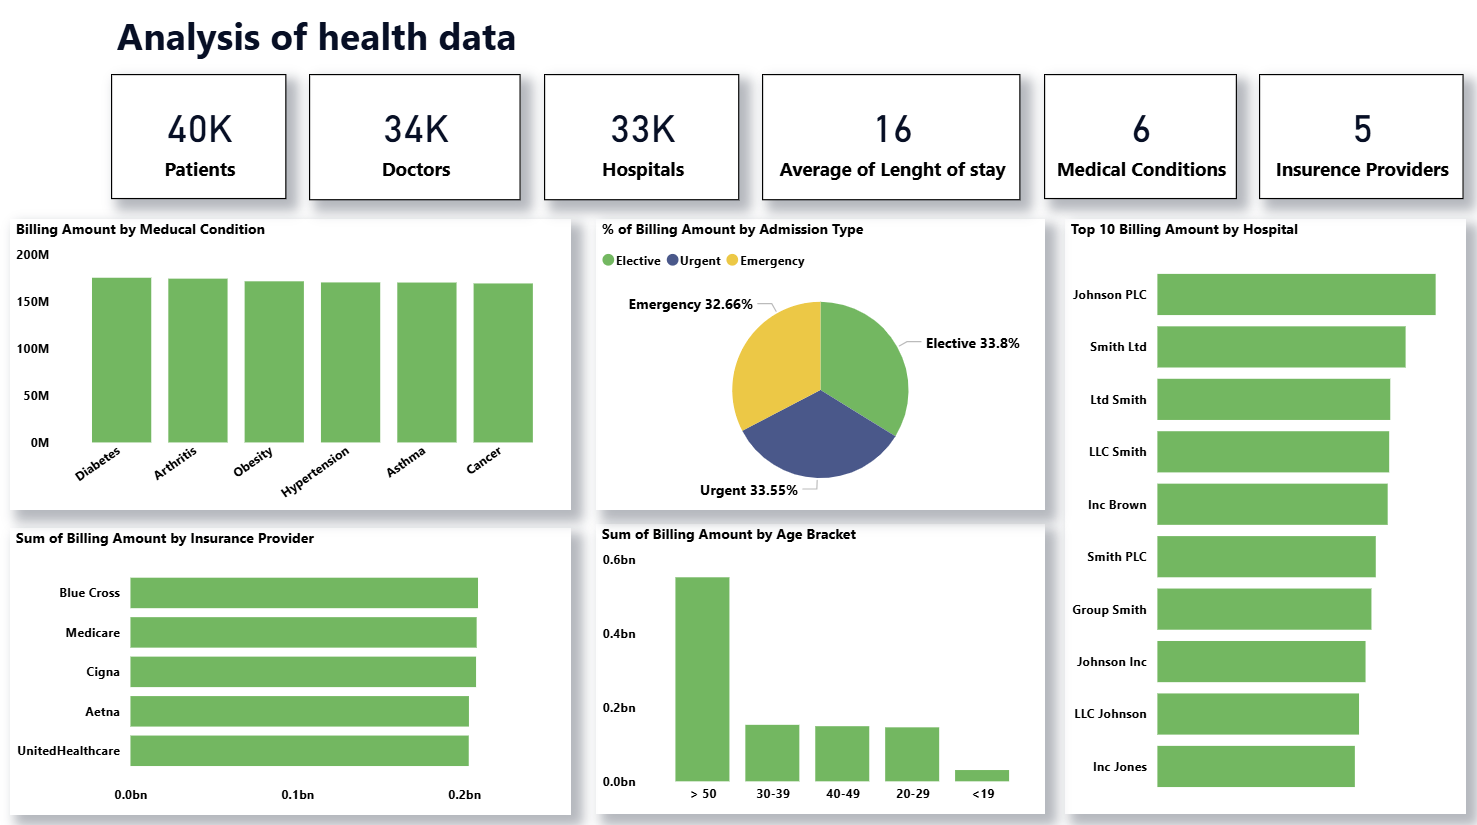 Analysis of health data
40K
Patients
34K
Doctors
33K
Hospitals
16
Average of Lenght of stay
6
Medical Conditions
5
Insurence Providers
Billing Amount by Meducal Condition
200M
150M
100M
50M
0M
Diabetes
Arthritis
Obesity
Hypertension
Asthma
Cancer
% of Billing Amount by Admission Type
Elective Urgent Emergency
Emergency 32.66%
Elective 33.8%
Urgent 33.55%
Top 10 Billing Amount by Hospital
Johnson PLC
Smith Ltd
Ltd Smith
LLC Smith
Inc Brown
Smith PLC
Group Smith
Johnson Inc
LLC Johnson
Inc Jones
Sum of Billing Amount by Insurance Provider
Blue Cross
Medicare
Cigna
Aetna
UnitedHealthcare
0.0bn 0.1bn 0.2bn
Sum of Billing Amount by Age Bracket
0.6bn
0.4bn
0.2bn
0.0bn
> 50 30-39 40-49 20-29 <19